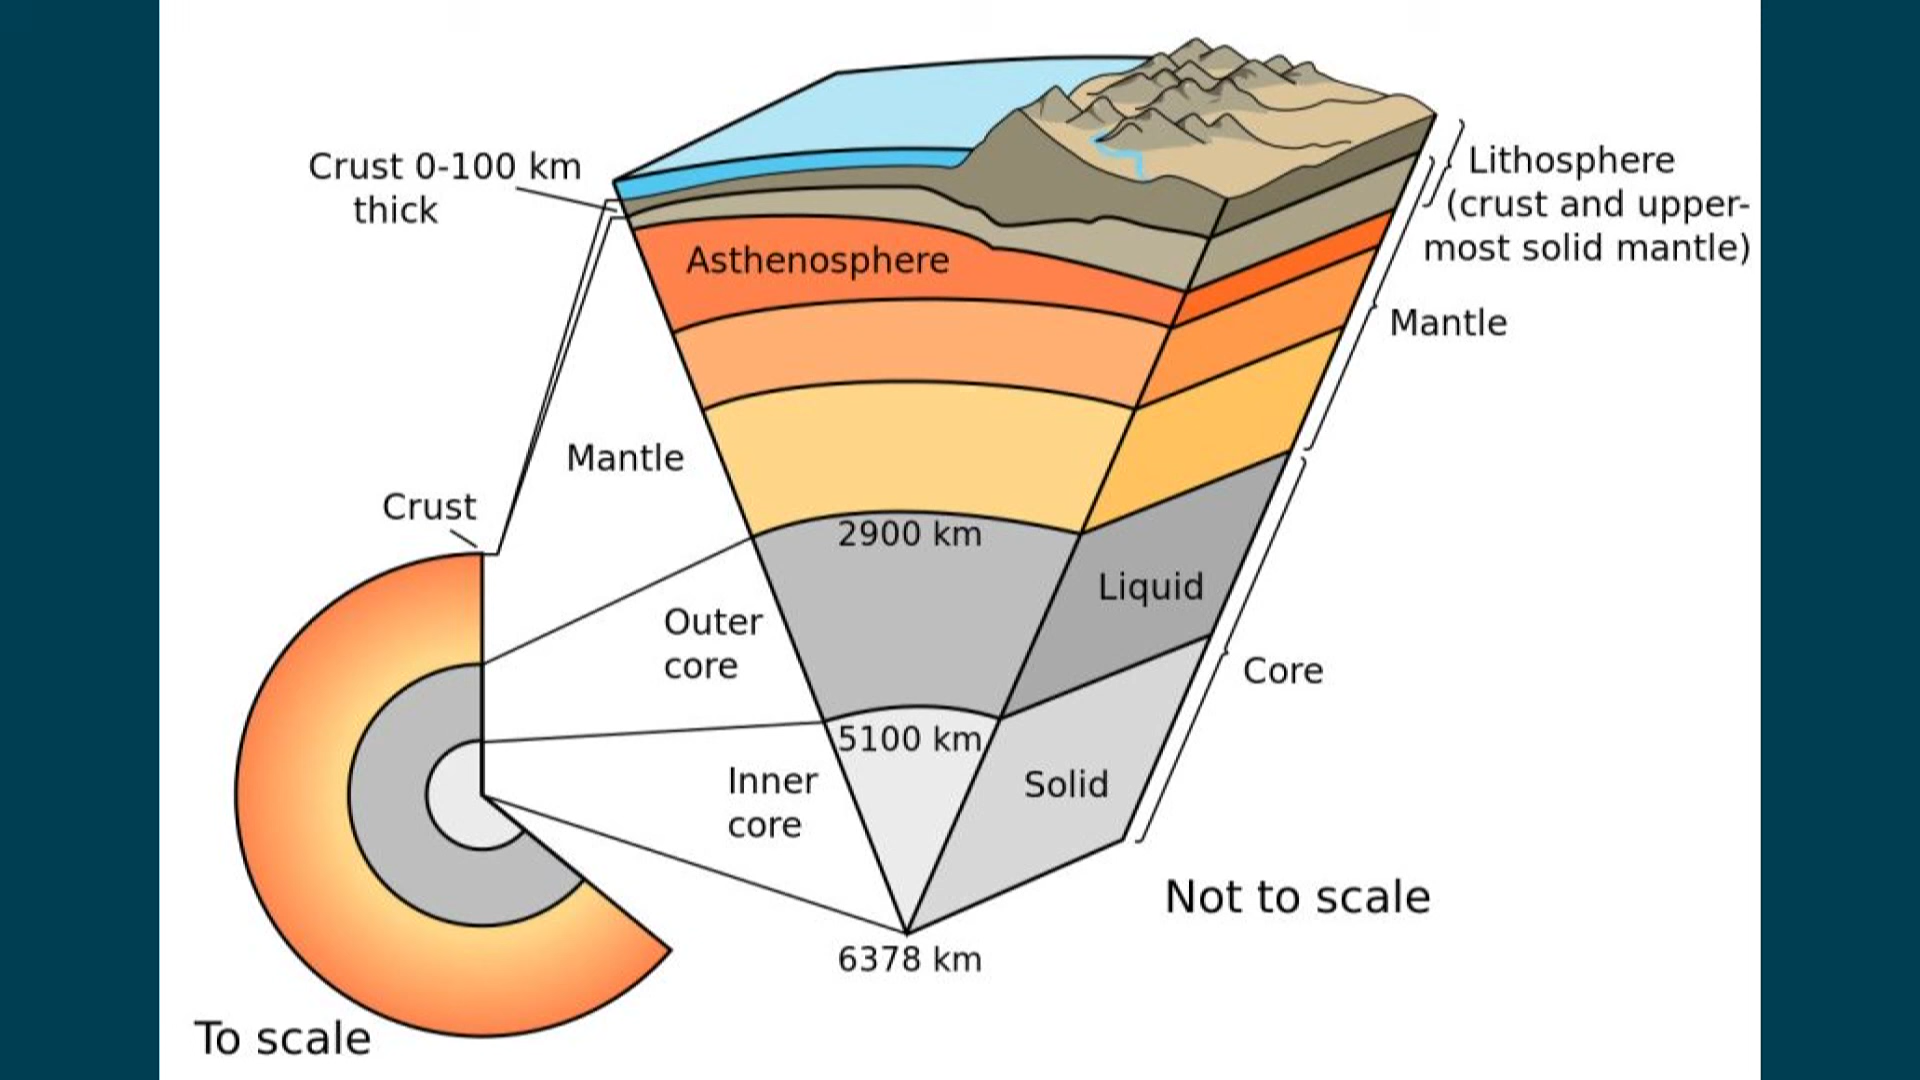 Crust 0-100 km
thick
Lithosphere
(crust and upper-
most solid mantle)
Asthenosphere
Mantle
Mantle
Crust
2900 km
Liquid
Outer
core
Core
5100 km
Inner
core
Solid
Not to scale
6378 km
To scale